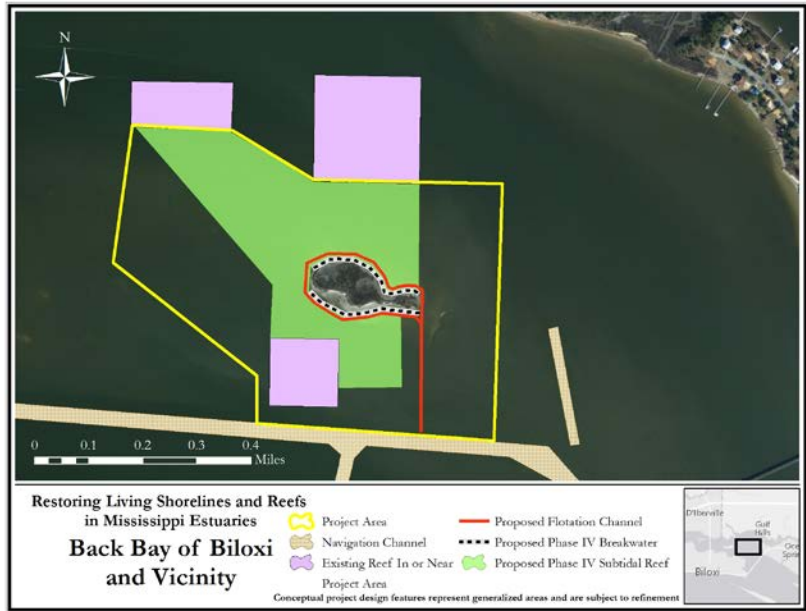 N
0 0.1 0.2 0.3 0.4
Miles
Restoring Living Shorelines and Reefs
in Mississippi Estuaries
Back Bay of Biloxi
and Vicinity
Project Area
Navigation Channel
Existing Reef In or Near
Project Area
Proposed Flotation Channel
Proposed Phase IV Breakwater
Proposed Phase IV Subtidal Reef
Conceptual project design features represent generalized areas and are subject to refinement
D'Iberville
Gulf
Hills
Biloxi